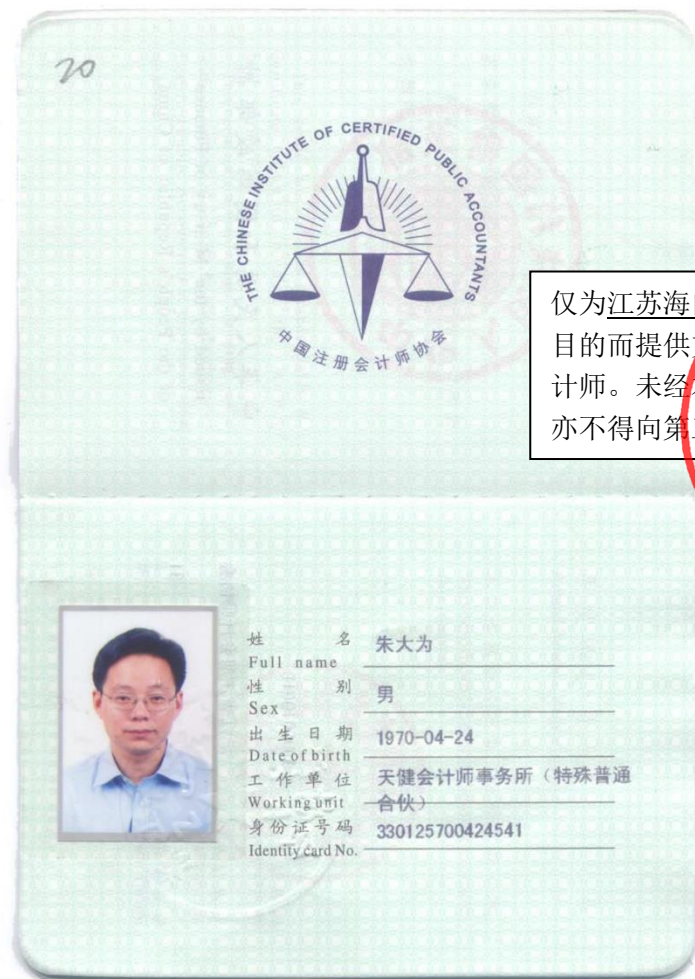 20
THE CHINESE INSTITUTE OF CERTIFIED PUBLIC ACCOUNTANTS
中国注册会计师协会
仅为江苏海
目的而提供
计师。未经
亦不得向第
姓 名 朱大为
Full name
性 别 男
Sex
出生日期 1970-04-24
Date of birth
工作单位 天健会计师事务所（特殊普通
Working unit 合伙）
身份证号码 330125700424541
Identity card No.